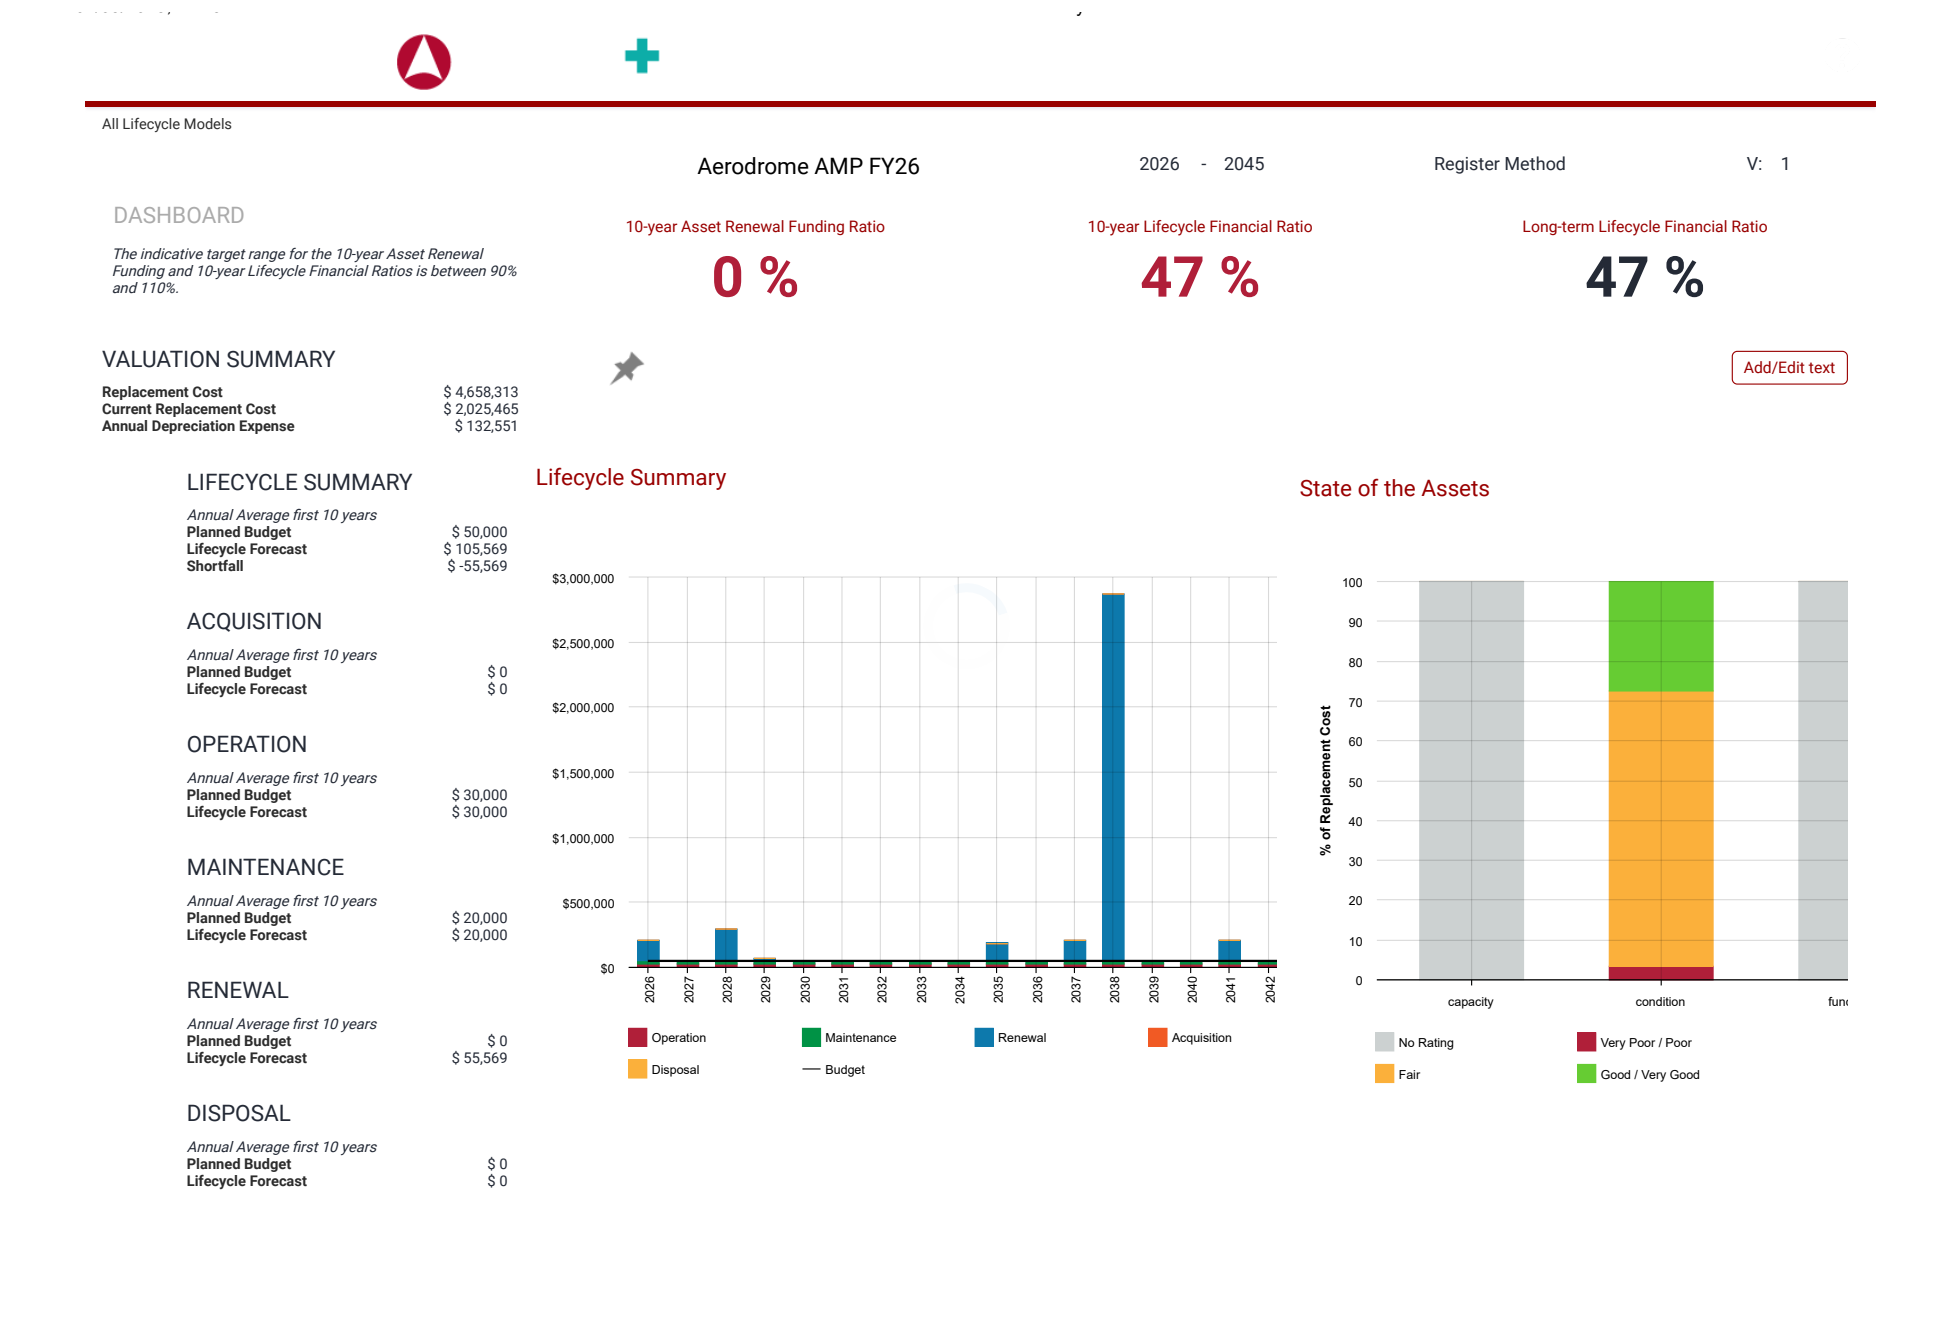 All Lifecycle Models
Aerodrome AMP FY26
2026 - 2045
Register Method
V: 1
DASHBOARD
The indicative target range for the 10-year Asset Renewal
Funding and 10-year Lifecycle Financial Ratios is between 90%
and 110%.
10-year Asset Renewal Funding Ratio
0 %
10-year Lifecycle Financial Ratio
47 %
Long-term Lifecycle Financial Ratio
47 %
VALUATION SUMMARY
Replacement Cost $ 4,658,313
Current Replacement Cost $ 2,025,465
Annual Depreciation Expense $ 132,551
Add/Edit text
LIFECYCLE SUMMARY
Annual Average first 10 years
Planned Budget $ 50,000
Lifecycle Forecast $ 105,569
Shortfall $ -55,569
ACQUISITION
Annual Average first 10 years
Planned Budget $ 0
Lifecycle Forecast $ 0
OPERATION
Annual Average first 10 years
Planned Budget $ 30,000
Lifecycle Forecast $ 30,000
MAINTENANCE
Annual Average first 10 years
Planned Budget $ 20,000
Lifecycle Forecast $ 20,000
RENEWAL
Annual Average first 10 years
Planned Budget $ 0
Lifecycle Forecast $ 55,569
DISPOSAL
Annual Average first 10 years
Planned Budget $ 0
Lifecycle Forecast $ 0
Lifecycle Summary
$3,000,000
$2,500,000
$2,000,000
$1,500,000
$1,000,000
$500,000
$0
2026
2027
2028
2029
2030
2031
2032
2033
2034
2035
2036
2037
2038
2039
2040
2041
2042
Operation
Maintenance
Renewal
Acquisition
Disposal
Budget
State of the Assets
% of Replacement Cost
100
90
80
70
60
50
40
30
20
10
0
capacity
condition
func
No Rating
Very Poor / Poor
Fair
Good / Very Good